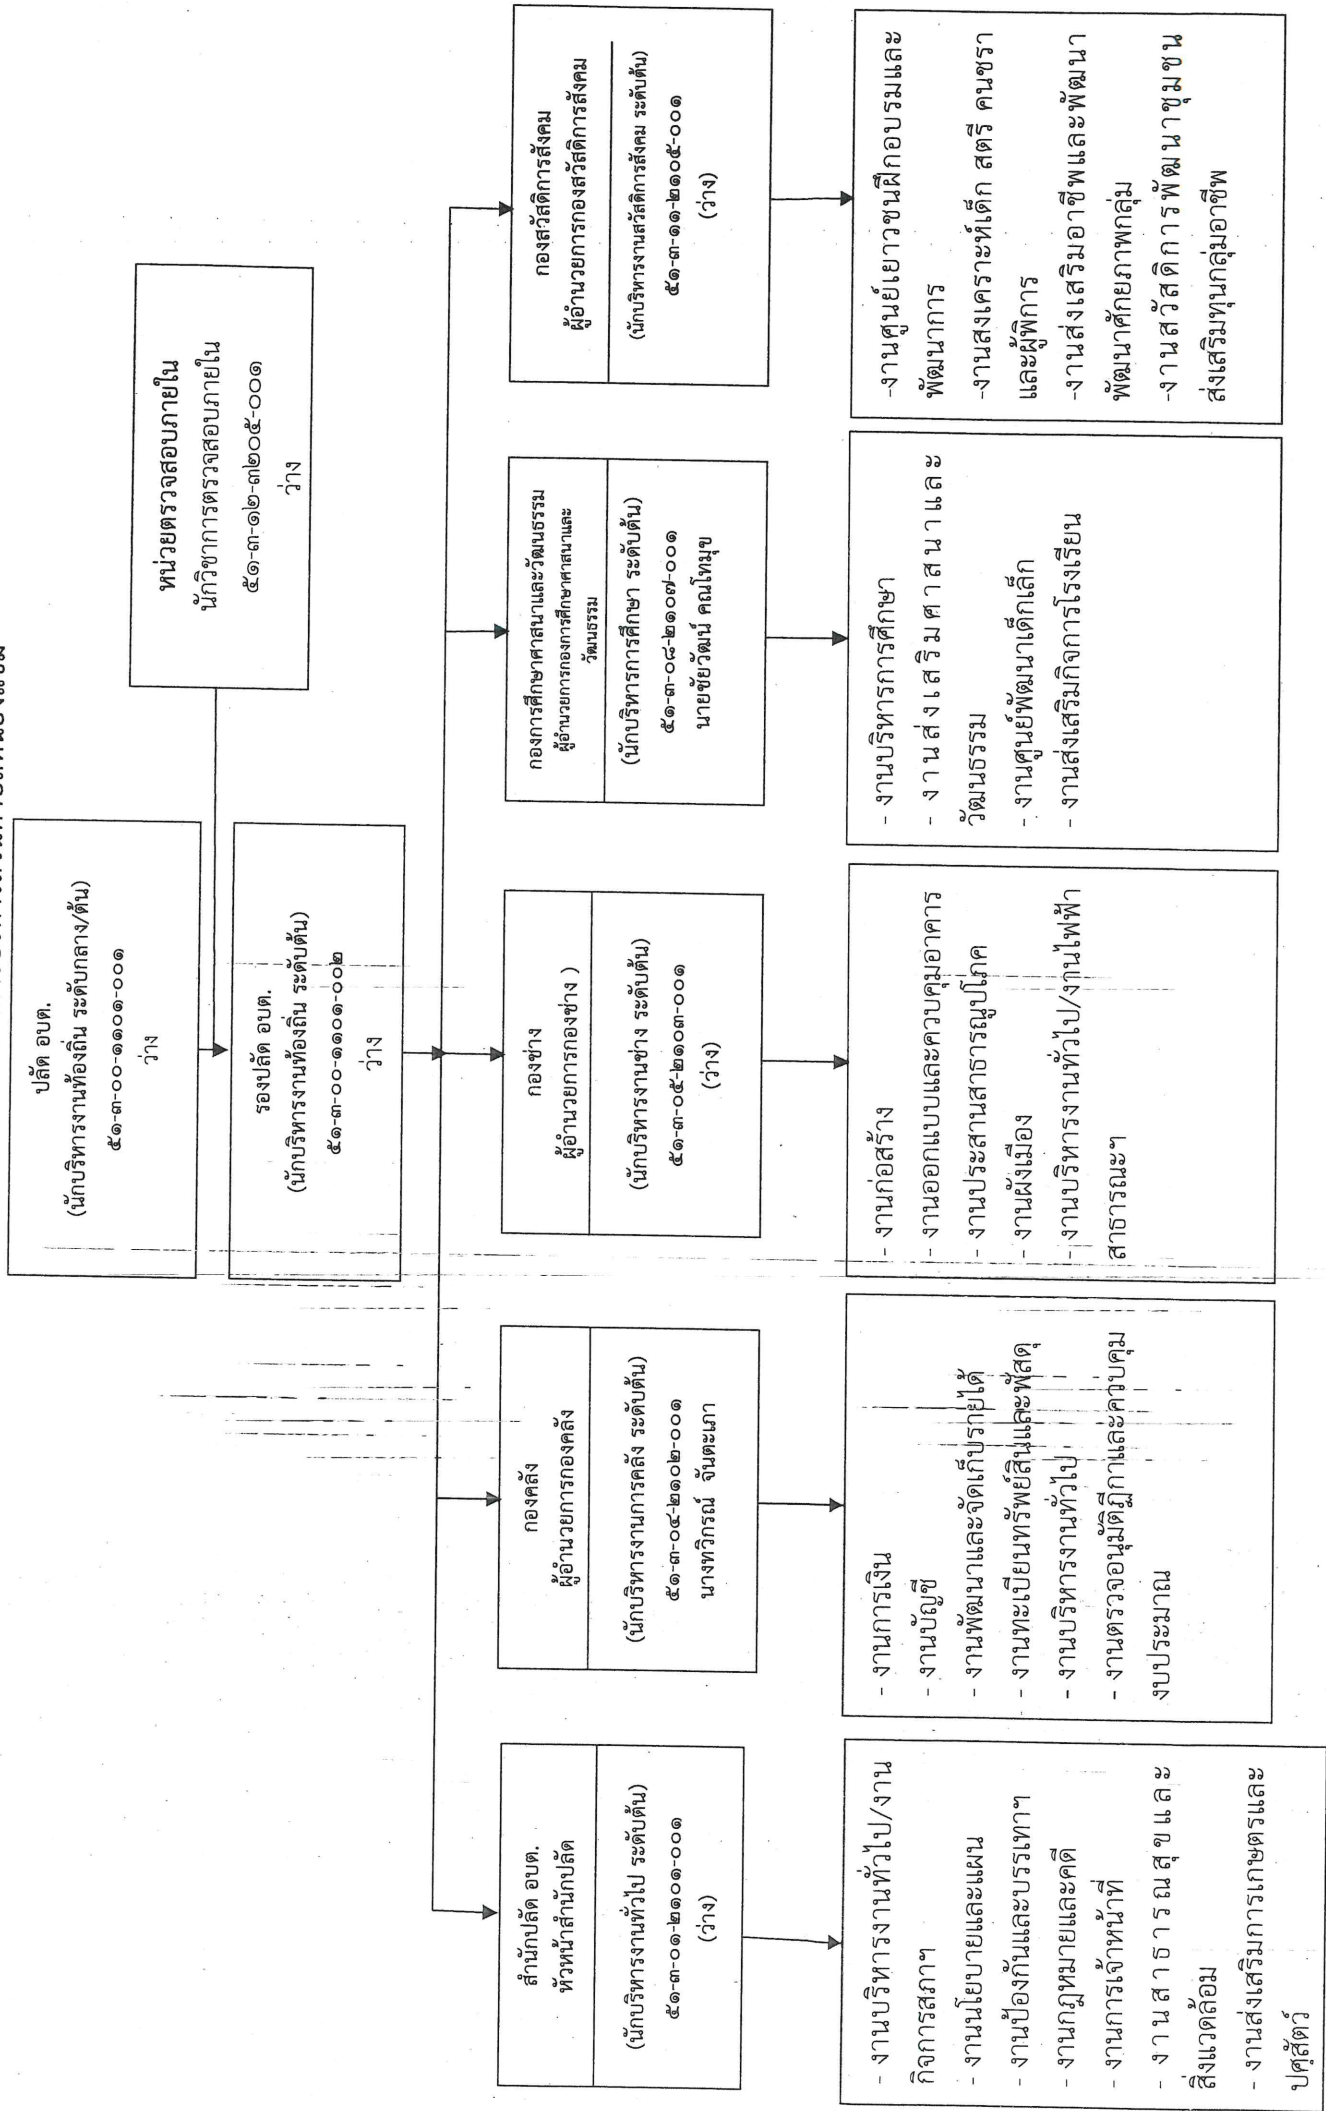 ปลัด อบต.
(นักบริหารงานท้องถิ่น ระดับกลาง/ต้น)
๕๑-๓-๐๐-๑๑๐๑-๐๐๑
ว่าง
หน่วยตรวจสอบภายใน
นักวิชาการตรวจสอบภายใน
๕๑-๓-๑๒-๓๒๐๕-๐๐๑
ว่าง
รองปลัด อบต.
(นักบริหารงานท้องถิ่น ระดับต้น)
๕๑-๓-๐๐-๑๑๐๑-๐๐๒
ว่าง
สำนักปลัด อบต.
หัวหน้าสำนักปลัด
(นักบริหารงานทั่วไป ระดับต้น)
๕๑-๓-๐๑-๒๑๐๑-๐๐๑
(ว่าง)
กองคลัง
ผู้อำนวยการกองคลัง
(นักบริหารงานการคลัง ระดับต้น)
๕๑-๓-๐๔-๒๑๐๒-๐๐๑
นางทวิกรณ์ จันตะเภา
กองช่าง
ผู้อำนวยการกองช่าง )
(นักบริหารงานช่าง ระดับต้น)
๕๑-๓-๐๕-๒๑๐๓-๐๐๑
(ว่าง)
กองการศึกษาศาสนาและวัฒนธรรม
ผู้อำนวยการกองการศึกษาศาสนาและ
วัฒนธรรม
(นักบริหารการศึกษา ระดับต้น)
๕๑-๓-๐๘-๒๑๐๗-๐๐๑
นายชัยวัฒน์ คณโทมุข
กองสวัสดิการสังคม
ผู้อำนวยการกองสวัสดิการสังคม
(นักบริหารงานสวัสดิการสังคม ระดับต้น)
๕๑-๓-๑๑-๒๑๐๕-๐๐๑
(ว่าง)
- งานบริหารงานทั่วไป/งาน
กิจการสภาฯ
- งานนโยบายและแผน
- งานป้องกันและบรรเทาฯ
- งานกฎหมายและคดี
- งานการเจ้าหน้าที่
- งานสาธารณสุขและ
สิ่งแวดล้อม
- งานส่งเสริมการเกษตรและ
ปศุสัตว์
- งานการเงิน
- งานบัญชี
- งานพัฒนาและจัดเก็บรายได้
- งานทะเบียนทรัพย์สินและพัสดุ
- งานบริหารงานทั่วไป
- งานตรวจอนุมัติฎีกาและควบคุม
งบประมาณ
- งานก่อสร้าง
- งานออกแบบและควบคุมอาคาร
- งานประสานสาธารณูปโภค
- งานผังเมือง
- งานบริหารงานทั่วไป/งานไฟฟ้า
สาธารณะฯ
- งานบริหารการศึกษา
- งานส่งเสริมศาสนาและ
วัฒนธรรม
- งานศูนย์พัฒนาเด็กเล็ก
- งานส่งเสริมกิจการโรงเรียน
-งานศูนย์เยาวชนฝึกอบรมและ
พัฒนาการ
-งานสงเคราะห์เด็ก สตรี คนชรา
และผู้พิการ
-งานส่งเสริมอาชีพและพัฒนา
พัฒนาศักยภาพกลุ่ม
-งานสวัสดิการพัฒนาชุมชน
ส่งเสริมทุนกลุ่มอาชีพ